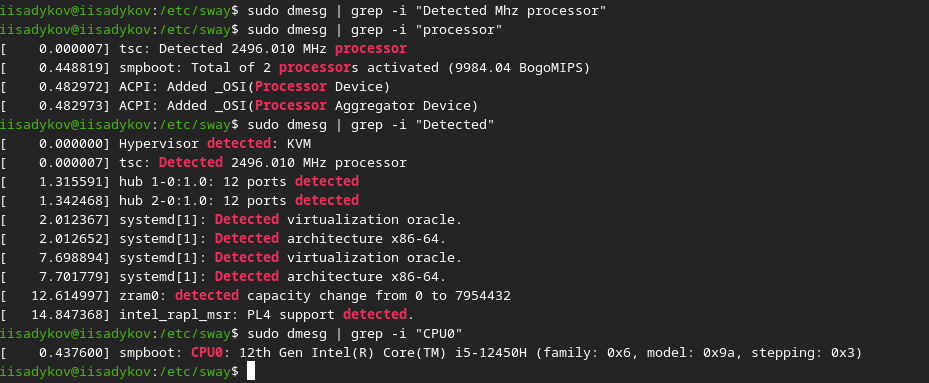 iisadykov@iisadykov:/etc/sway$ sudo dmesg | grep -i "Detected Mhz processor"
iisadykov@iisadykov:/etc/sway$ sudo dmesg | grep -i "processor"
[    0.000007] tsc: Detected 2496.010 MHz processor
[    0.448819] smpboot: Total of 2 processors activated (9984.04 BogoMIPS)
[    0.482972] ACPI: Added _OSI(Processor Device)
[    0.482973] ACPI: Added _OSI(Processor Aggregator Device)
iisadykov@iisadykov:/etc/sway$ sudo dmesg | grep -i "Detected"
[    0.000000] Hypervisor detected: KVM
[    0.000007] tsc: Detected 2496.010 MHz processor
[    1.315591] hub 1-0:1.0: 12 ports detected
[    1.342468] hub 2-0:1.0: 12 ports detected
[    2.012367] systemd[1]: Detected virtualization oracle.
[    2.012652] systemd[1]: Detected architecture x86-64.
[    7.698894] systemd[1]: Detected virtualization oracle.
[    7.701779] systemd[1]: Detected architecture x86-64.
[   12.614997] zram0: detected capacity change from 0 to 7954432
[   14.847368] intel_rapl_msr: PL4 support detected.
iisadykov@iisadykov:/etc/sway$ sudo dmesg | grep -i "CPU0"
[    0.437600] smpboot: CPU0: 12th Gen Intel(R) Core(TM) i5-12450H (family: 0x6, model: 0x9a, stepping: 0x3)
iisadykov@iisadykov:/etc/sway$